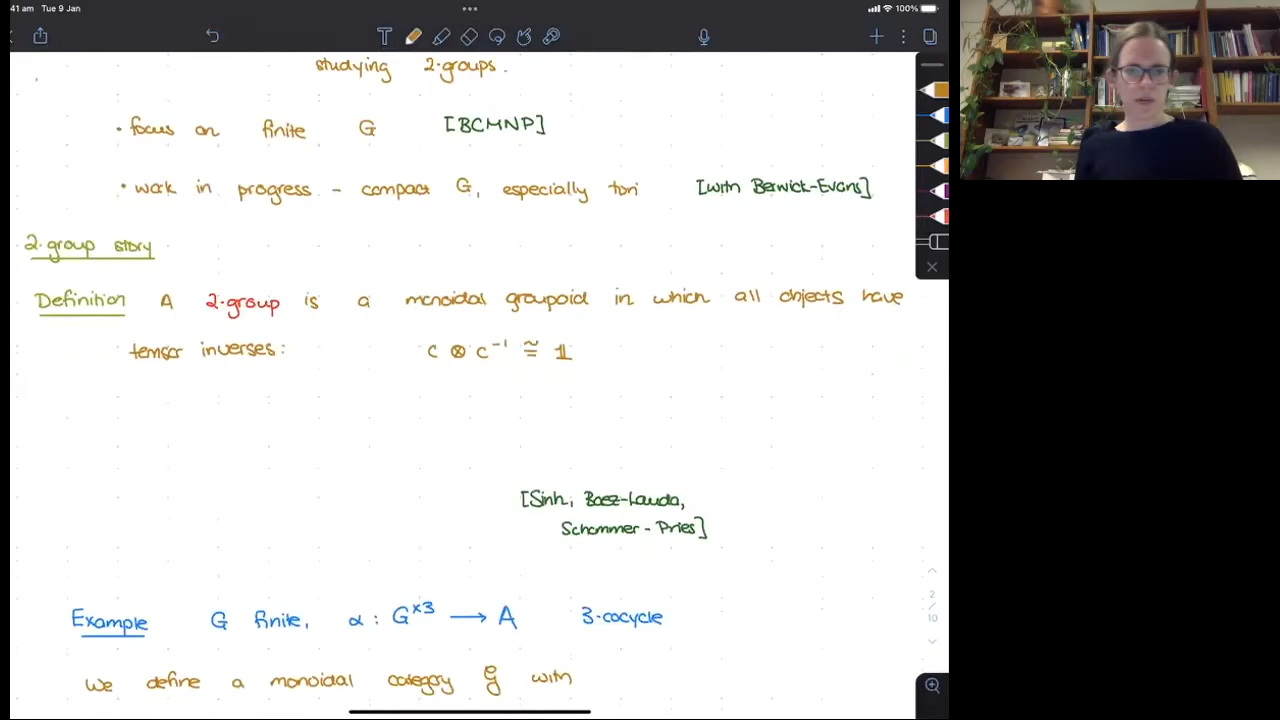 41 am Tue 9 Jan
100%
studying 2-groups.
• focus on finite G [BCMNP]
• work in progress - compact G, especially tori [with Berwick-Evans]
2-group story
Definition A 2-group is a monoidal groupoid in which all objects have
tensor inverses: c ⊗ c⁻¹ ≅ 𝟙
[Sinh, Baez-Lauda,
Schommer-Pries]
Example G finite, α : G^×3 ⟶ A 3-cocycle
We define a monoidal category 𝒢 with
2
/
10